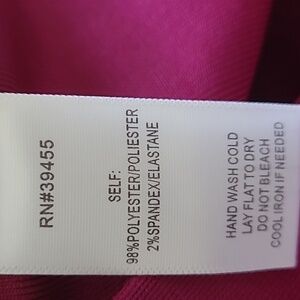 RN#39455
SELF:
98%POLYESTER/POLIESTER
2%SPANDEX/ELASTANE
HAND WASH COLD
LAY FLAT TO DRY
DO NOT BLEACH
COOL IRON IF NEEDED